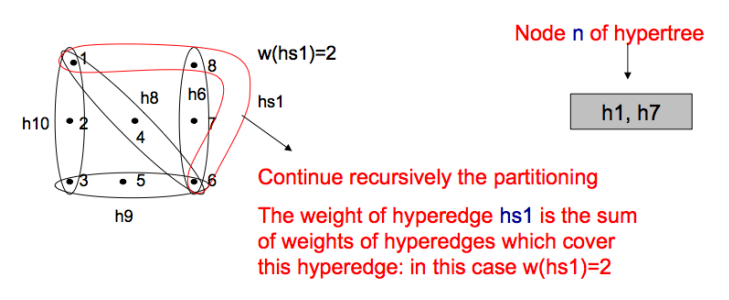 Node n of hypertree
w(hs1)=2
1
8
h8
h6
hs1
h1, h7
h10
2
4
7
3
5
6
h9
Continue recursively the partitioning
The weight of hyperedge hs1 is the sum
of weights of hyperedges which cover
this hyperedge: in this case w(hs1)=2